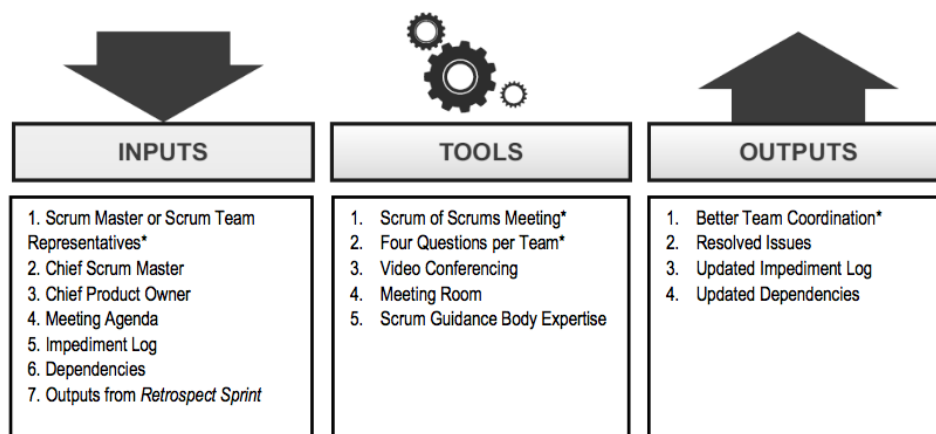 INPUTS
1. Scrum Master or Scrum Team
Representatives*
2. Chief Scrum Master
3. Chief Product Owner
4. Meeting Agenda
5. Impediment Log
6. Dependencies
7. Outputs from Retrospect Sprint
TOOLS
1. Scrum of Scrums Meeting*
2. Four Questions per Team*
3. Video Conferencing
4. Meeting Room
5. Scrum Guidance Body Expertise
OUTPUTS
1. Better Team Coordination*
2. Resolved Issues
3. Updated Impediment Log
4. Updated Dependencies